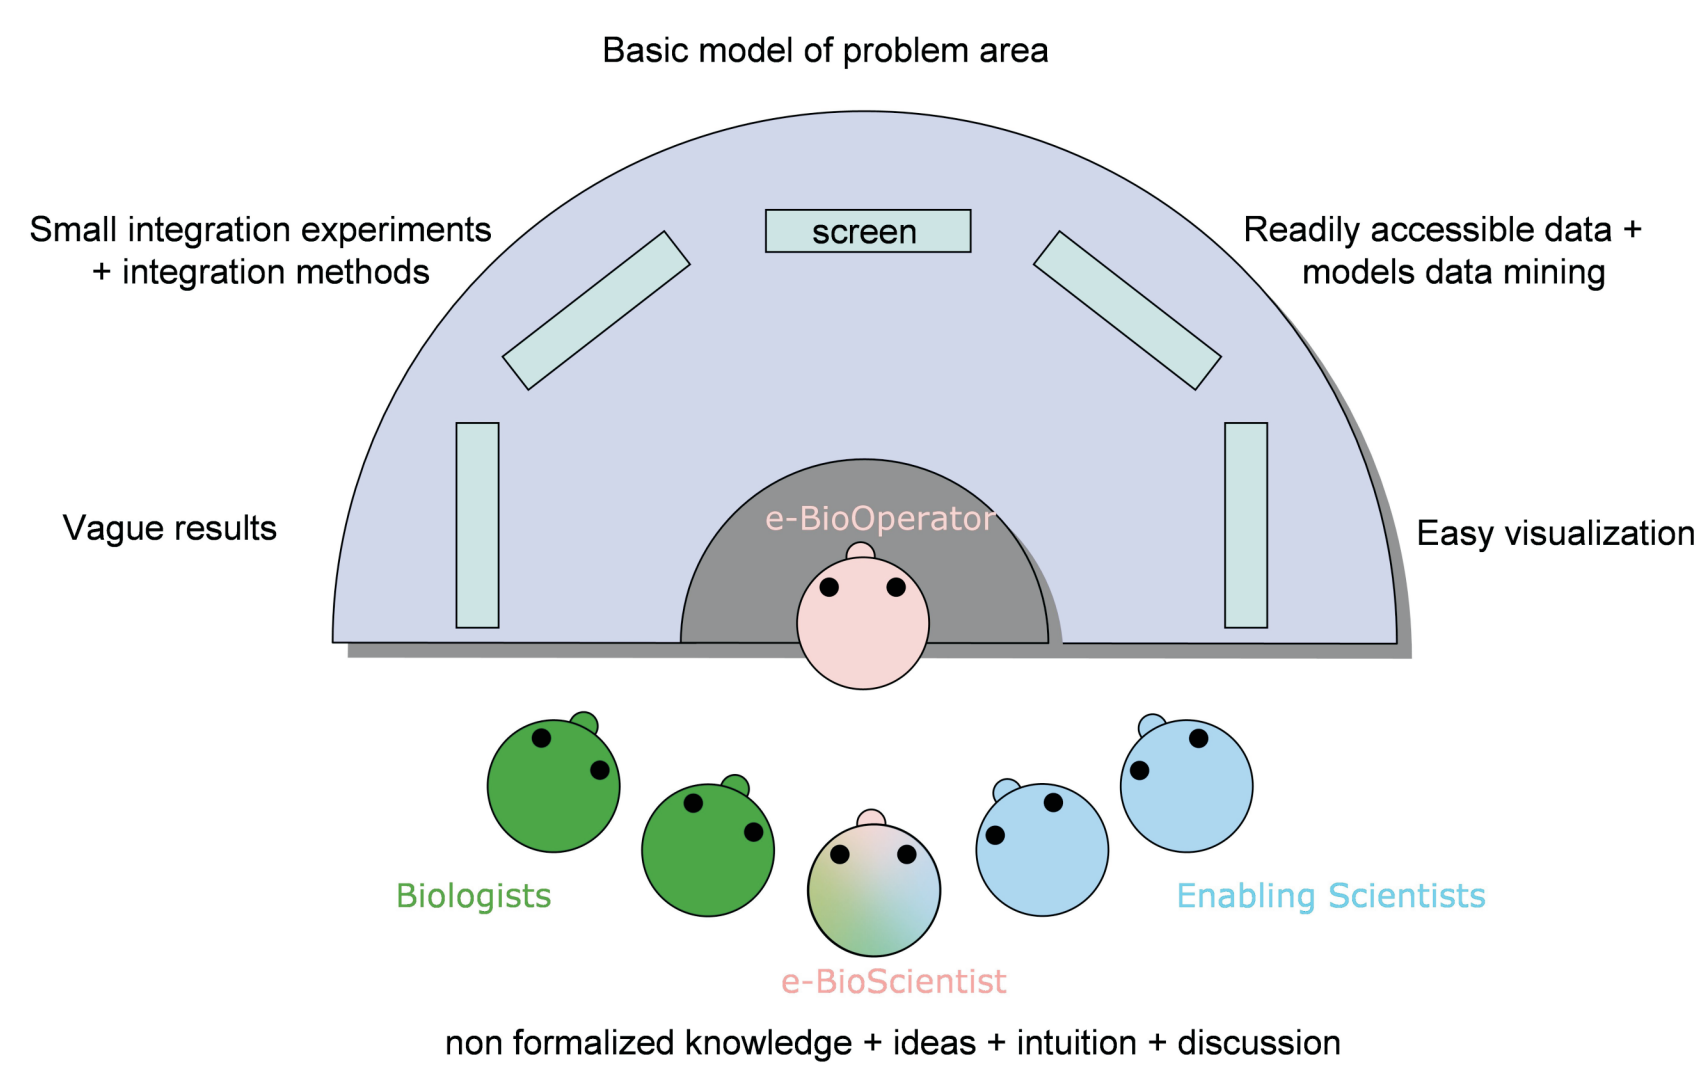 Basic model of problem area
Small integration experiments
+ integration methods
screen
Readily accessible data +
models data mining
Vague results
e-BioOperator
Easy visualization
Biologists
Enabling Scientists
e-BioScientist
non formalized knowledge + ideas + intuition + discussion